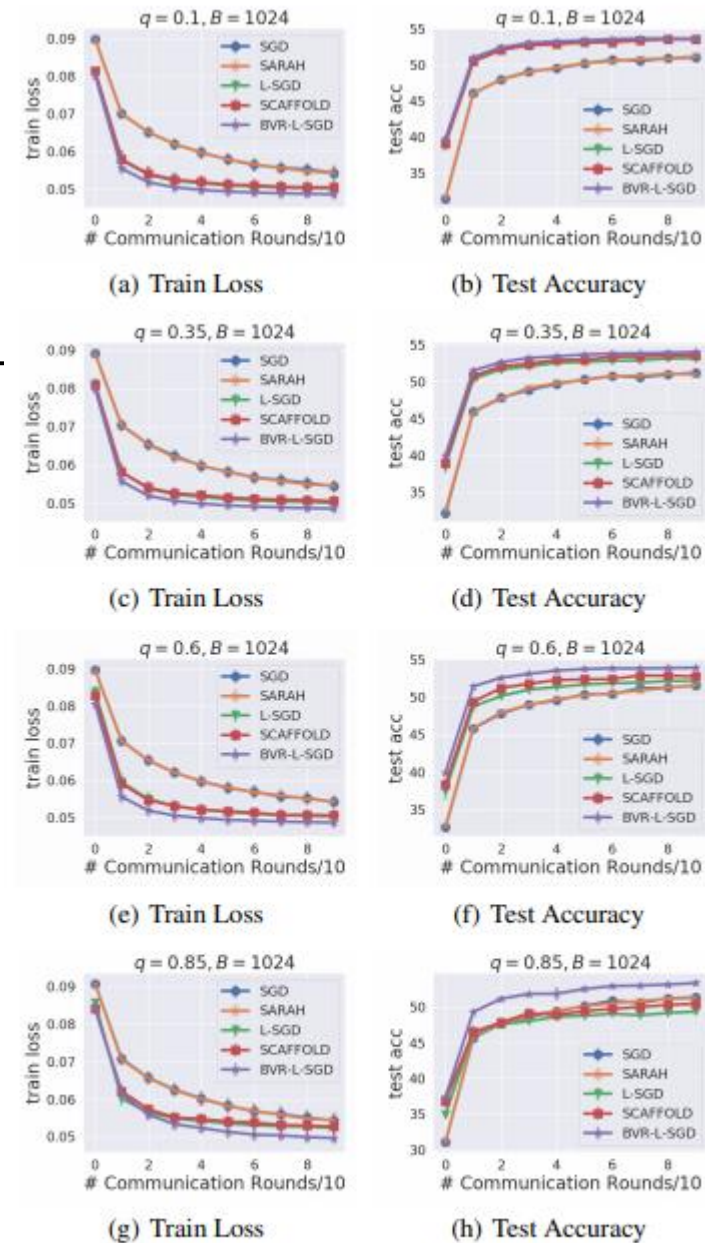 q = 0.1, B = 1024
train loss
0.09
0.08
0.07
0.06
0.05
SGD
SARAH
L-SGD
SCAFFOLD
BVR-L-SGD
0 2 4 6 8
# Communication Rounds/10
(a) Train Loss
q = 0.1, B = 1024
test acc
55
50
45
40
35
SGD
SARAH
L-SGD
SCAFFOLD
BVR-L-SGD
0 2 4 6 8
# Communication Rounds/10
(b) Test Accuracy
q = 0.35, B = 1024
train loss
0.09
0.08
0.07
0.06
0.05
SGD
SARAH
L-SGD
SCAFFOLD
BVR-L-SGD
0 2 4 6 8
# Communication Rounds/10
(c) Train Loss
q = 0.35, B = 1024
test acc
55
50
45
40
35
SGD
SARAH
L-SGD
SCAFFOLD
BVR-L-SGD
0 2 4 6 8
# Communication Rounds/10
(d) Test Accuracy
q = 0.6, B = 1024
train loss
0.09
0.08
0.07
0.06
0.05
SGD
SARAH
L-SGD
SCAFFOLD
BVR-L-SGD
0 2 4 6 8
# Communication Rounds/10
(e) Train Loss
q = 0.6, B = 1024
test acc
55
50
45
40
35
SGD
SARAH
L-SGD
SCAFFOLD
BVR-L-SGD
0 2 4 6 8
# Communication Rounds/10
(f) Test Accuracy
q = 0.85, B = 1024
train loss
0.09
0.08
0.07
0.06
0.05
SGD
SARAH
L-SGD
SCAFFOLD
BVR-L-SGD
0 2 4 6 8
# Communication Rounds/10
(g) Train Loss
q = 0.85, B = 1024
test acc
50
45
40
35
30
SGD
SARAH
L-SGD
SCAFFOLD
BVR-L-SGD
0 2 4 6 8
# Communication Rounds/10
(h) Test Accuracy